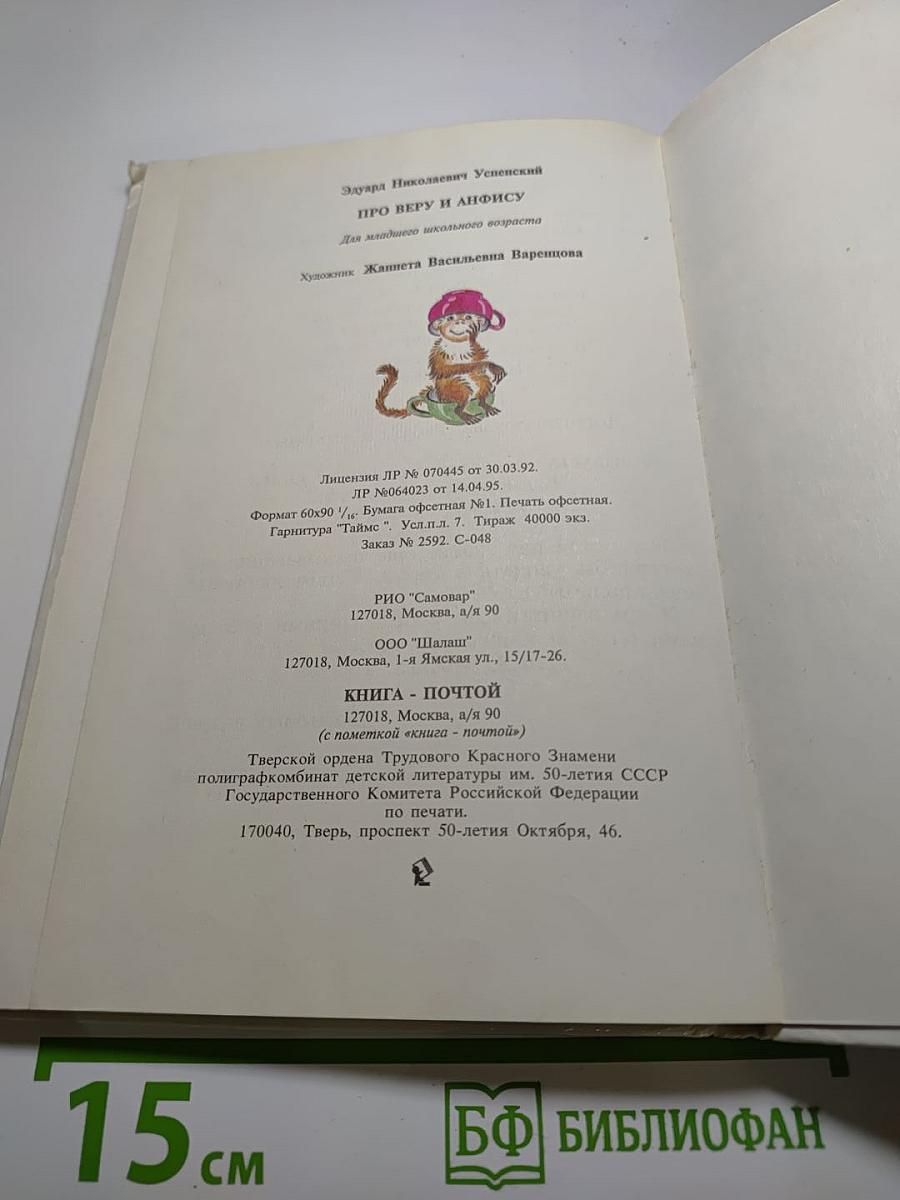 Эдуард Николаевич Успенский
ПРО ВЕРУ И АНФИСУ
Для младшего школьного возраста
Художник Жаннета Васильевна Варенцова
Лицензия ЛР № 070445 от 30.03.92.
ЛР №064023 от 14.04.95.
Формат 60х90 1/16. Бумага офсетная №1. Печать офсетная.
Гарнитура "Таймс ". Усл.п.л. 7. Тираж 40000 экз.
Заказ № 2592. С-048
РИО "Самовар"
127018, Москва, а/я 90
ООО "Шалаш"
127018, Москва, 1-я Ямская ул., 15/17-26.
КНИГА - ПОЧТОЙ
127018, Москва, а/я 90
(с пометкой «книга - почтой»)
Тверской ордена Трудового Красного Знамени
полиграфкомбинат детской литературы им. 50-летия СССР
Государственного Комитета Российской Федерации
по печати.
170040, Тверь, проспект 50-летия Октября, 46.
15 см
БФ БИБЛИОФАН